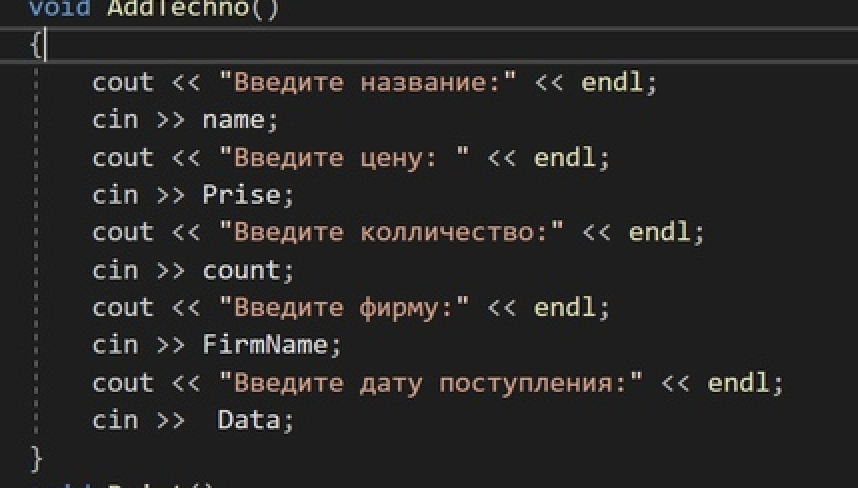 void AddTechno()
{
cout << "Введите название:" << endl;
cin >> name;
cout << "Введите цену: " << endl;
cin >> Prise;
cout << "Введите колличество:" << endl;
cin >> count;
cout << "Введите фирму:" << endl;
cin >> FirmName;
cout << "Введите дату поступления:" << endl;
cin >>  Data;
}